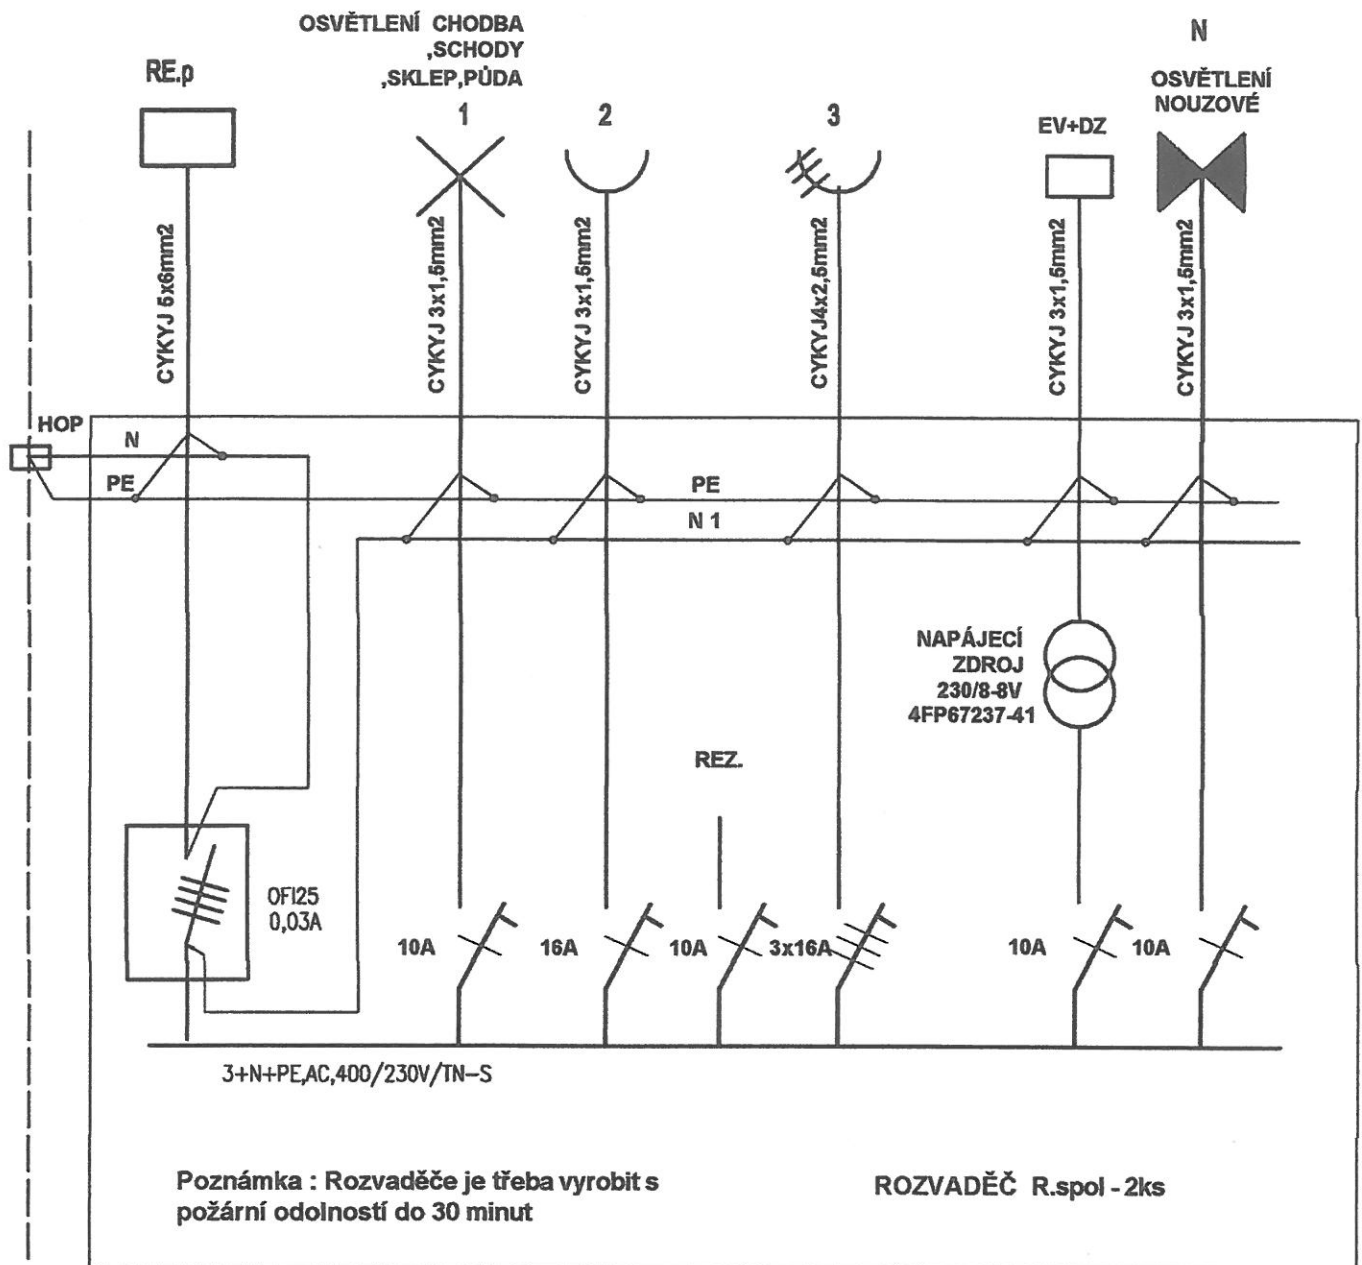 OSVĚTLENÍ CHODBA
,SCHODY
,SKLEP,PŮDA
N
RE.p
OSVĚTLENÍ
NOUZOVÉ
1
2
3
EV+DZ
CYKYJ 5x6mm2
CYKYJ 3x1,5mm2
CYKYJ 3x1,5mm2
CYKYJ4x2,5mm2
CYKYJ 3x1,5mm2
CYKYJ 3x1,5mm2
HOP
N
PE
PE
N 1
NAPÁJECÍ
ZDROJ
230/8-8V
4FP67237-41
REZ.
OFI25
0,03A
10A
16A
10A
3x16A
10A
10A
3+N+PE,AC,400/230V/TN-S
Poznámka : Rozvaděče je třeba vyrobit s
požární odolností do 30 minut
ROZVADĚČ R.spol - 2ks